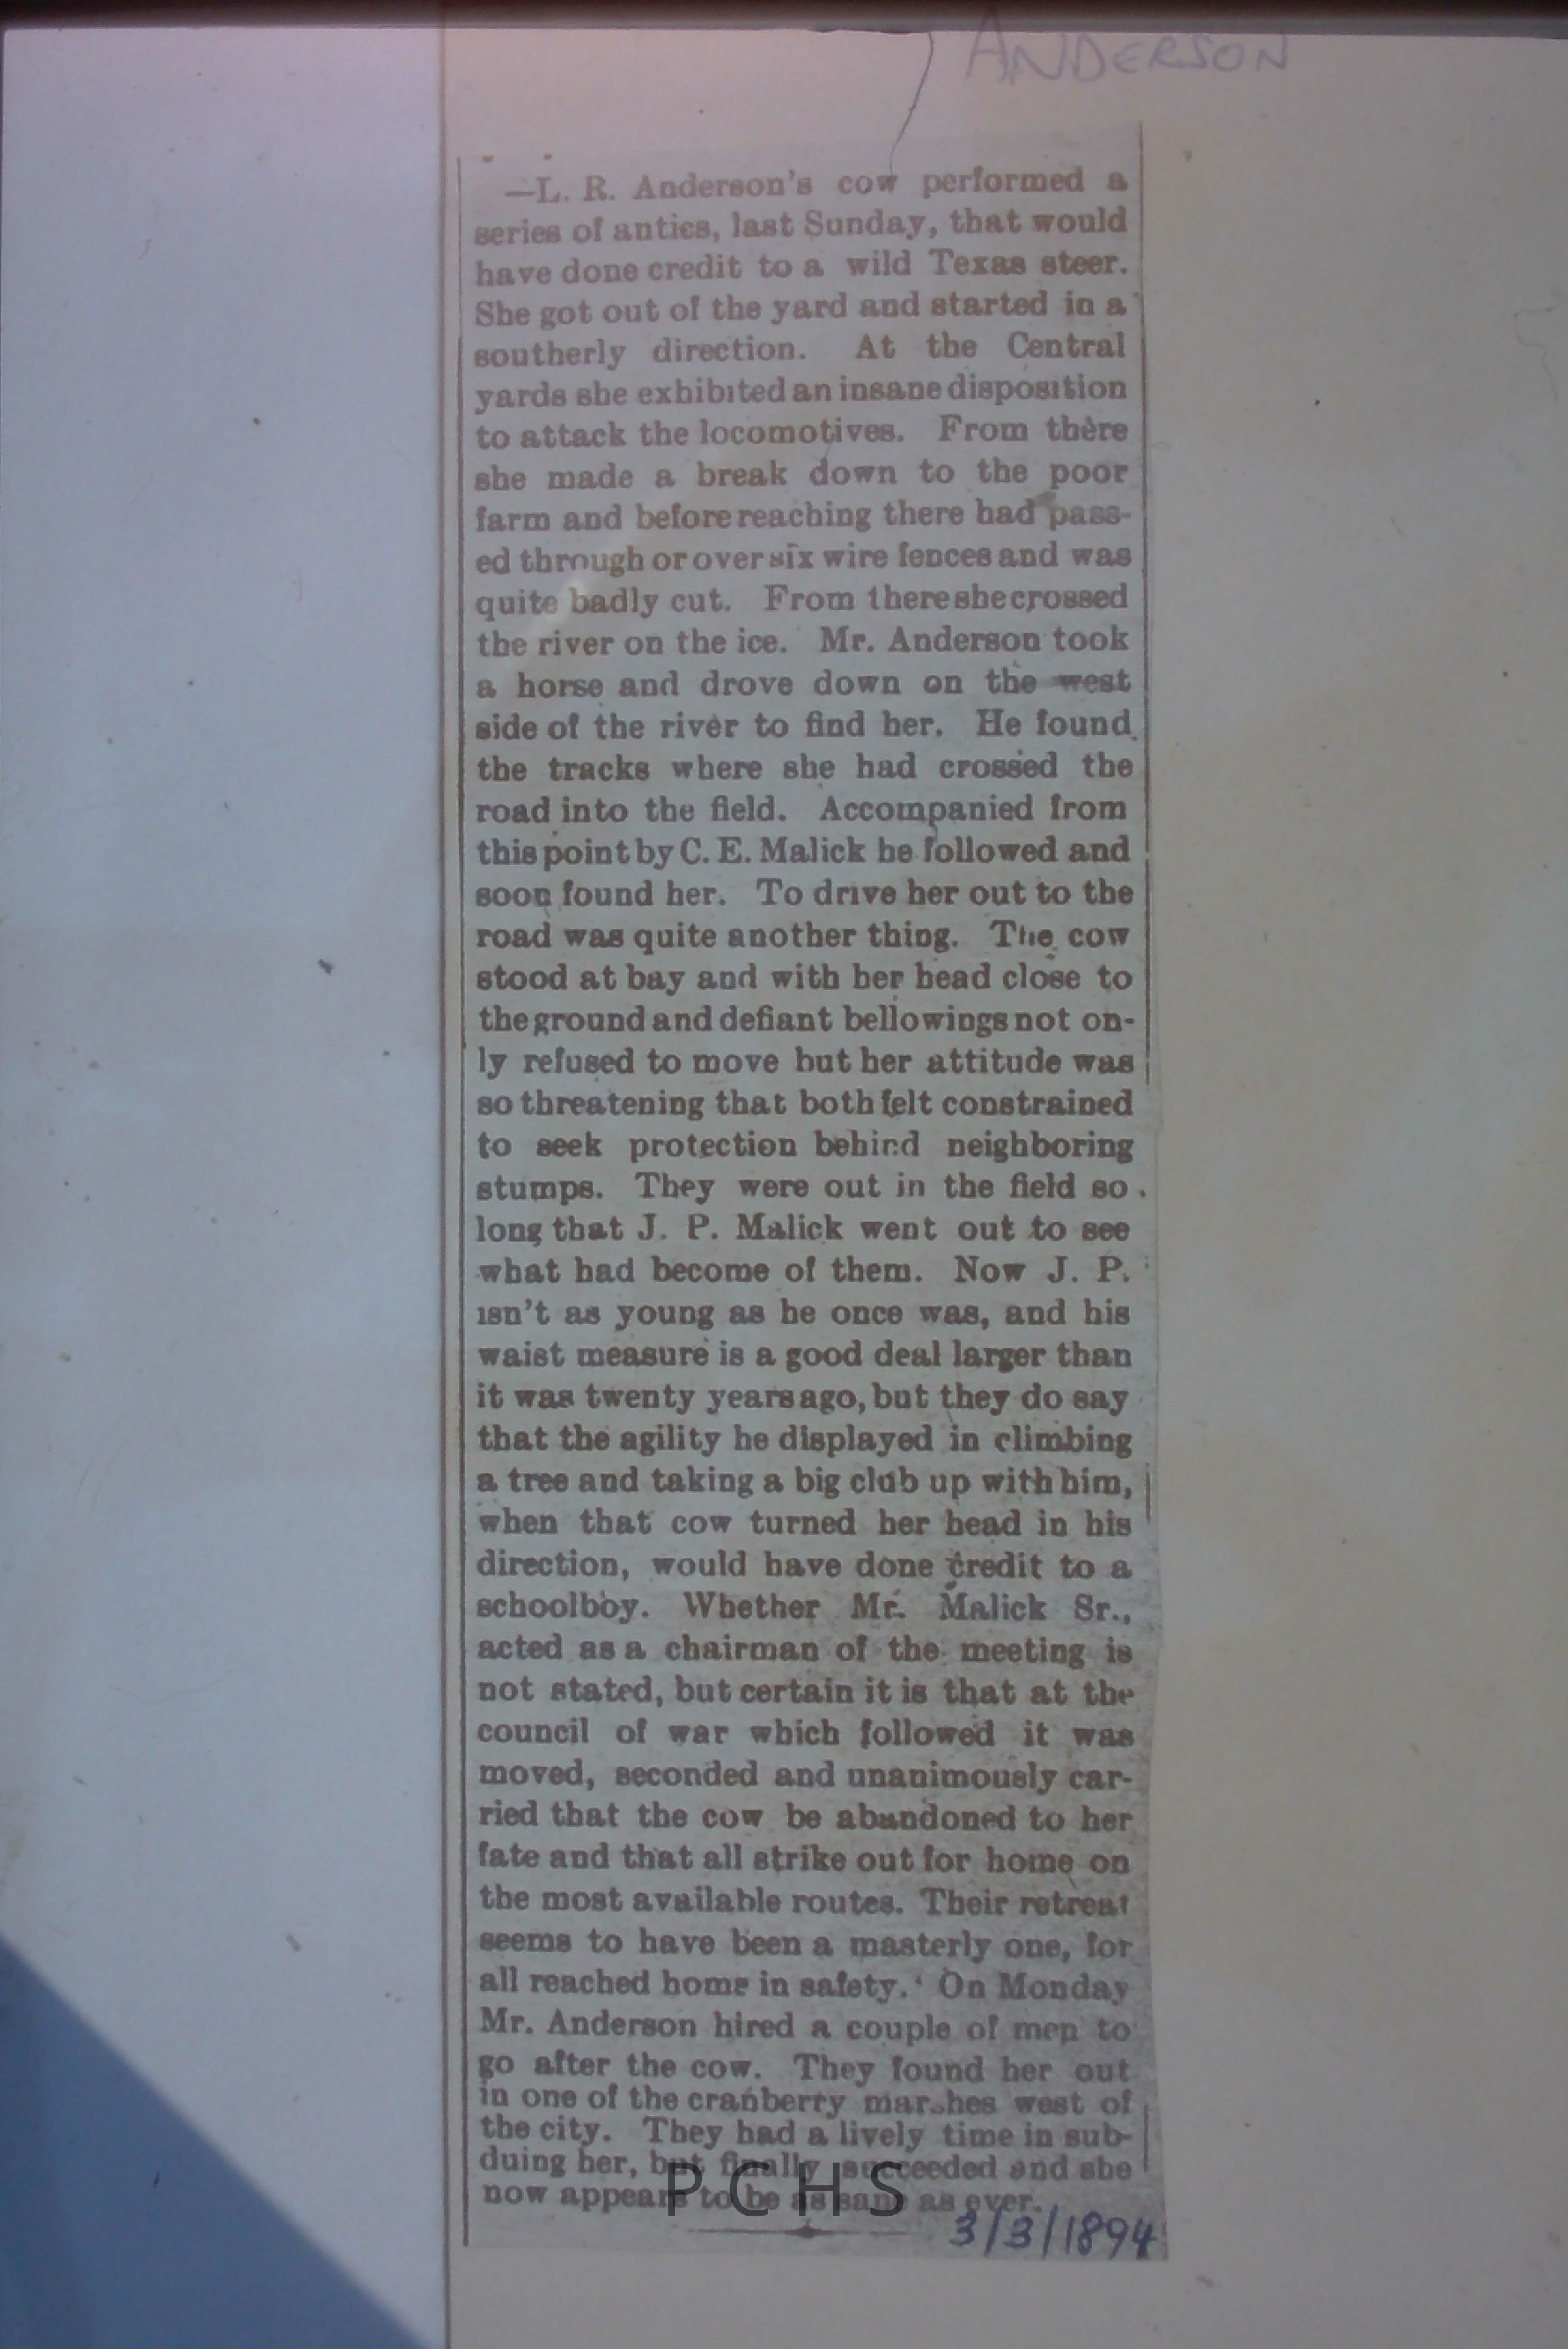 ANDERSON
—L. R. Anderson's cow performed a
series of antics, last Sunday, that would
have done credit to a wild Texas steer.
She got out of the yard and started in a
southerly direction. At the Central
yards she exhibited an insane disposition
to attack the locomotives. From there
she made a break down to the poor
farm and before reaching there had pass-
ed through or over six wire fences and was
quite badly cut. From there she crossed
the river on the ice. Mr. Anderson took
a horse and drove down on the west
side of the river to find her. He found
the tracks where she had crossed the
road into the field. Accompanied from
this point by C. E. Malick he followed and
soon found her. To drive her out to the
road was quite another thing. The cow
stood at bay and with her head close to
the ground and defiant bellowings not on-
ly refused to move but her attitude was
so threatening that both felt constrained
to seek protection behind neighboring
stumps. They were out in the field so
long that J. P. Malick went out to see
what had become of them. Now J. P.
isn't as young as he once was, and his
waist measure is a good deal larger than
it was twenty years ago, but they do say
that the agility he displayed in climbing
a tree and taking a big club up with him,
when that cow turned her head in his
direction, would have done credit to a
schoolboy. Whether Mr. Malick Sr.,
acted as a chairman of the meeting is
not stated, but certain it is that at the
council of war which followed it was
moved, seconded and unanimously car-
ried that the cow be abandoned to her
fate and that all strike out for home on
the most available routes. Their retreat
seems to have been a masterly one, for
all reached home in safety. On Monday
Mr. Anderson hired a couple of men to
go after the cow. They found her out
in one of the cranberry marshes west of
the city. They had a lively time in sub-
duing her, but finally succeeded and she
now appears to be as sane as ever.
PCHS
3/3/1894